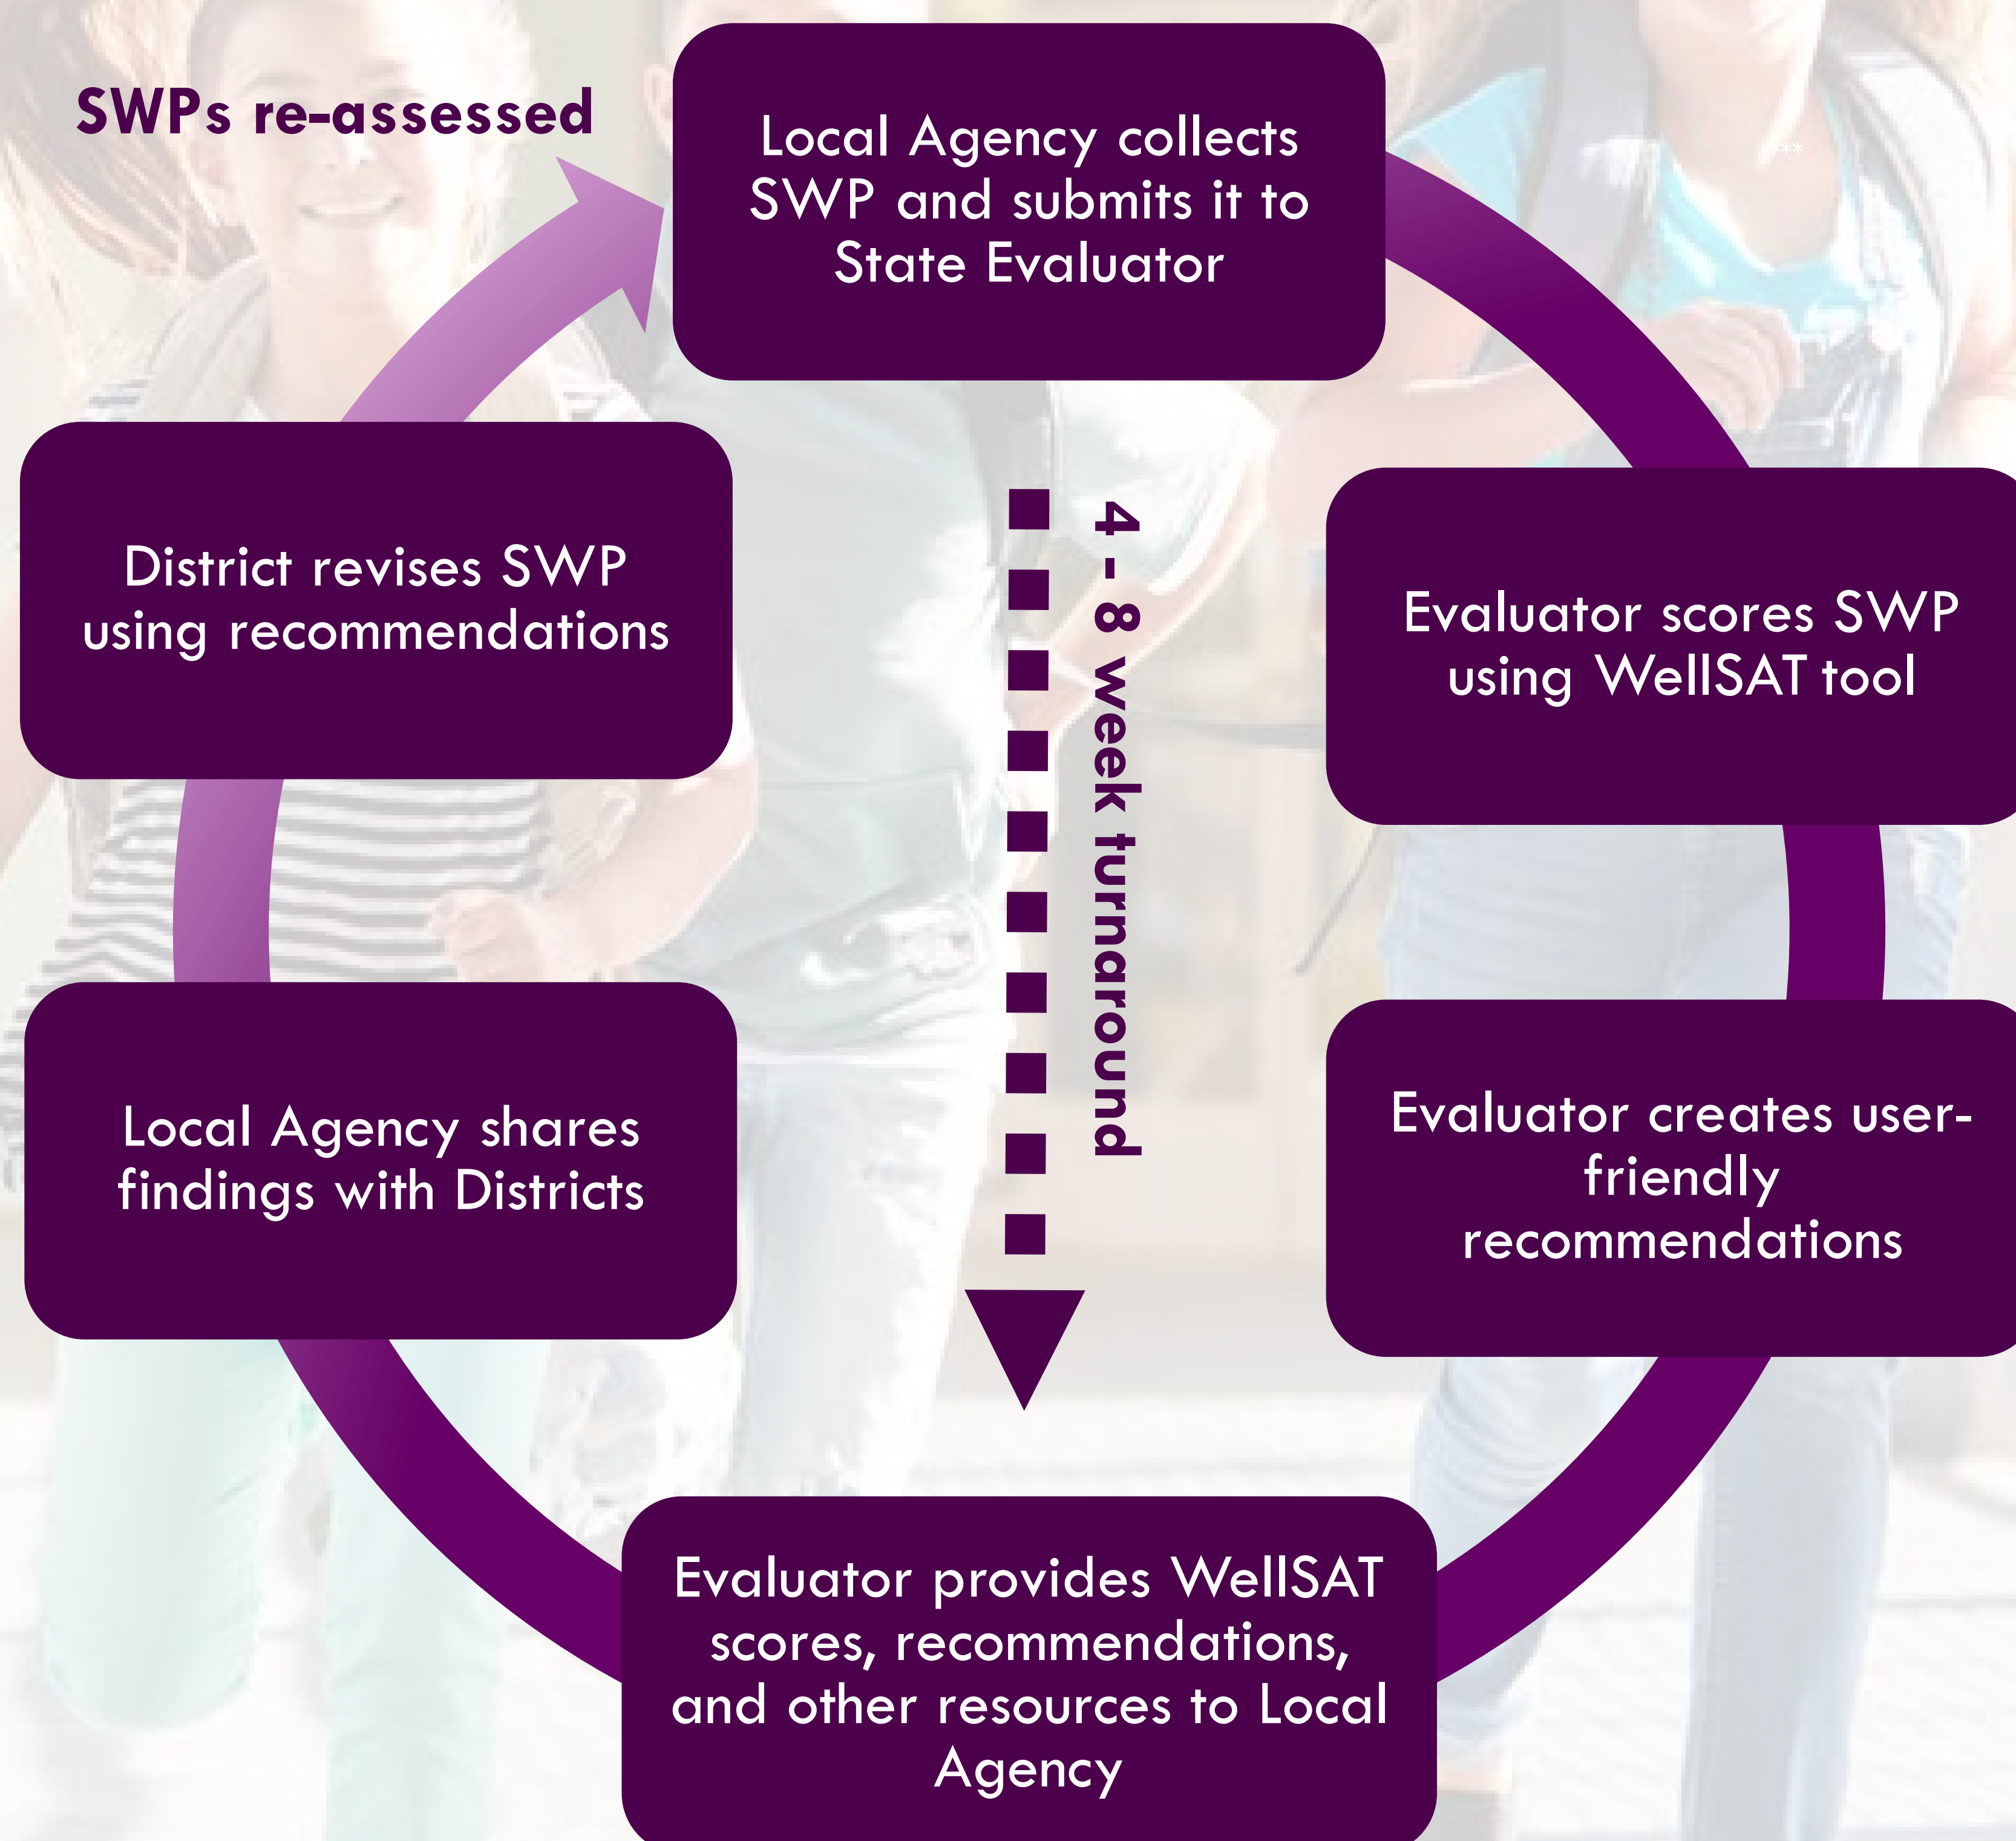 SWPs re-assessed
Local Agency collects
SWP and submits it to
State Evaluator
***
Evaluator scores SWP
using WellSAT tool
Evaluator creates user-
friendly
recommendations
Evaluator provides WellSAT
scores, recommendations,
and other resources to Local
Agency
Local Agency shares
findings with Districts
District revises SWP
using recommendations
4 - 8 week turnaround